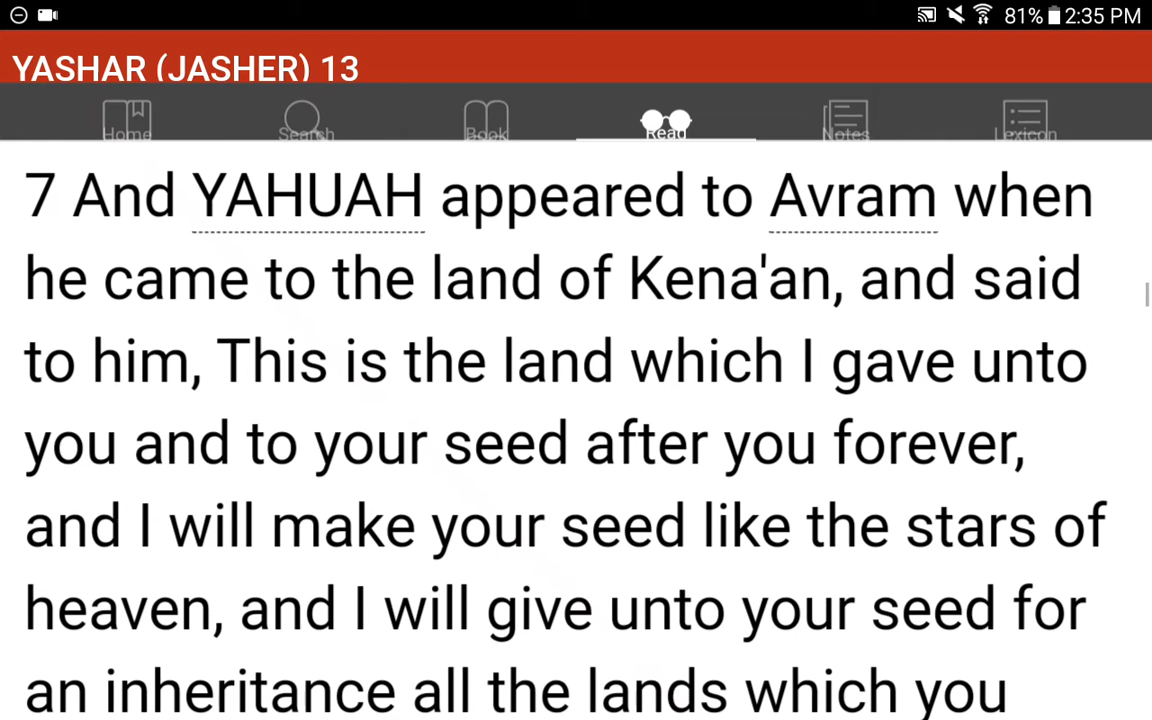 81% 2:35 PM
YASHAR (JASHER) 13
Home Search Book Read Notes Lexicon
7 And YAHUAH appeared to Avram when
he came to the land of Kena'an, and said
to him, This is the land which I gave unto
you and to your seed after you forever,
and I will make your seed like the stars of
heaven, and I will give unto your seed for
an inheritance all the lands which you